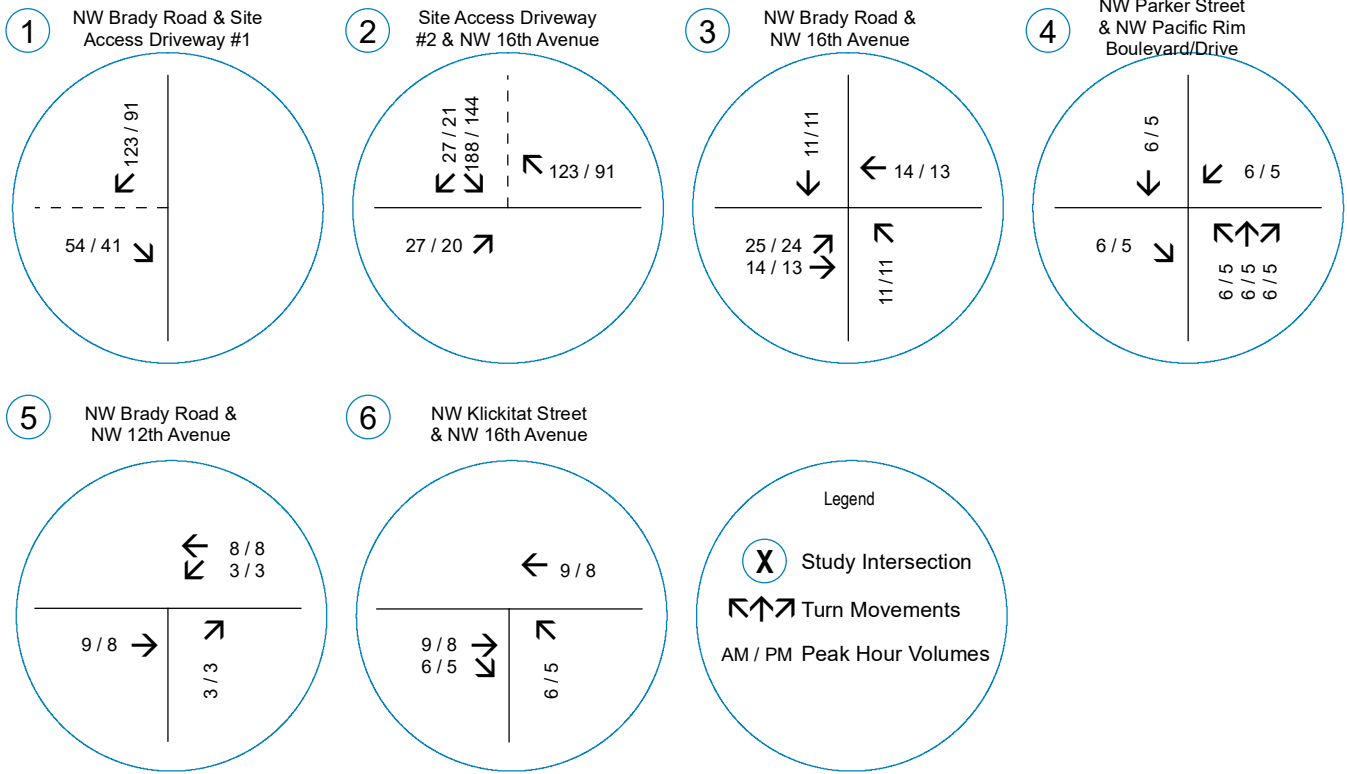 1
NW Brady Road & Site
Access Driveway #1
123 / 91
54 / 41
2
Site Access Driveway
#2 & NW 16th Avenue
27 / 21
188 / 144
123 / 91
27 / 20
3
NW Brady Road &
NW 16th Avenue
11 / 11
14 / 13
25 / 24
14 / 13
11 / 11
4
NW Parker Street
& NW Pacific Rim
Boulevard/Drive
6 / 5
6 / 5
6 / 5
6 / 5
6 / 5
6 / 5
5
NW Brady Road &
NW 12th Avenue
8 / 8
3 / 3
9 / 8
3 / 3
6
NW Klickitat Street
& NW 16th Avenue
9 / 8
9 / 8
6 / 5
6 / 5
Legend
X Study Intersection
Turn Movements
AM / PM Peak Hour Volumes